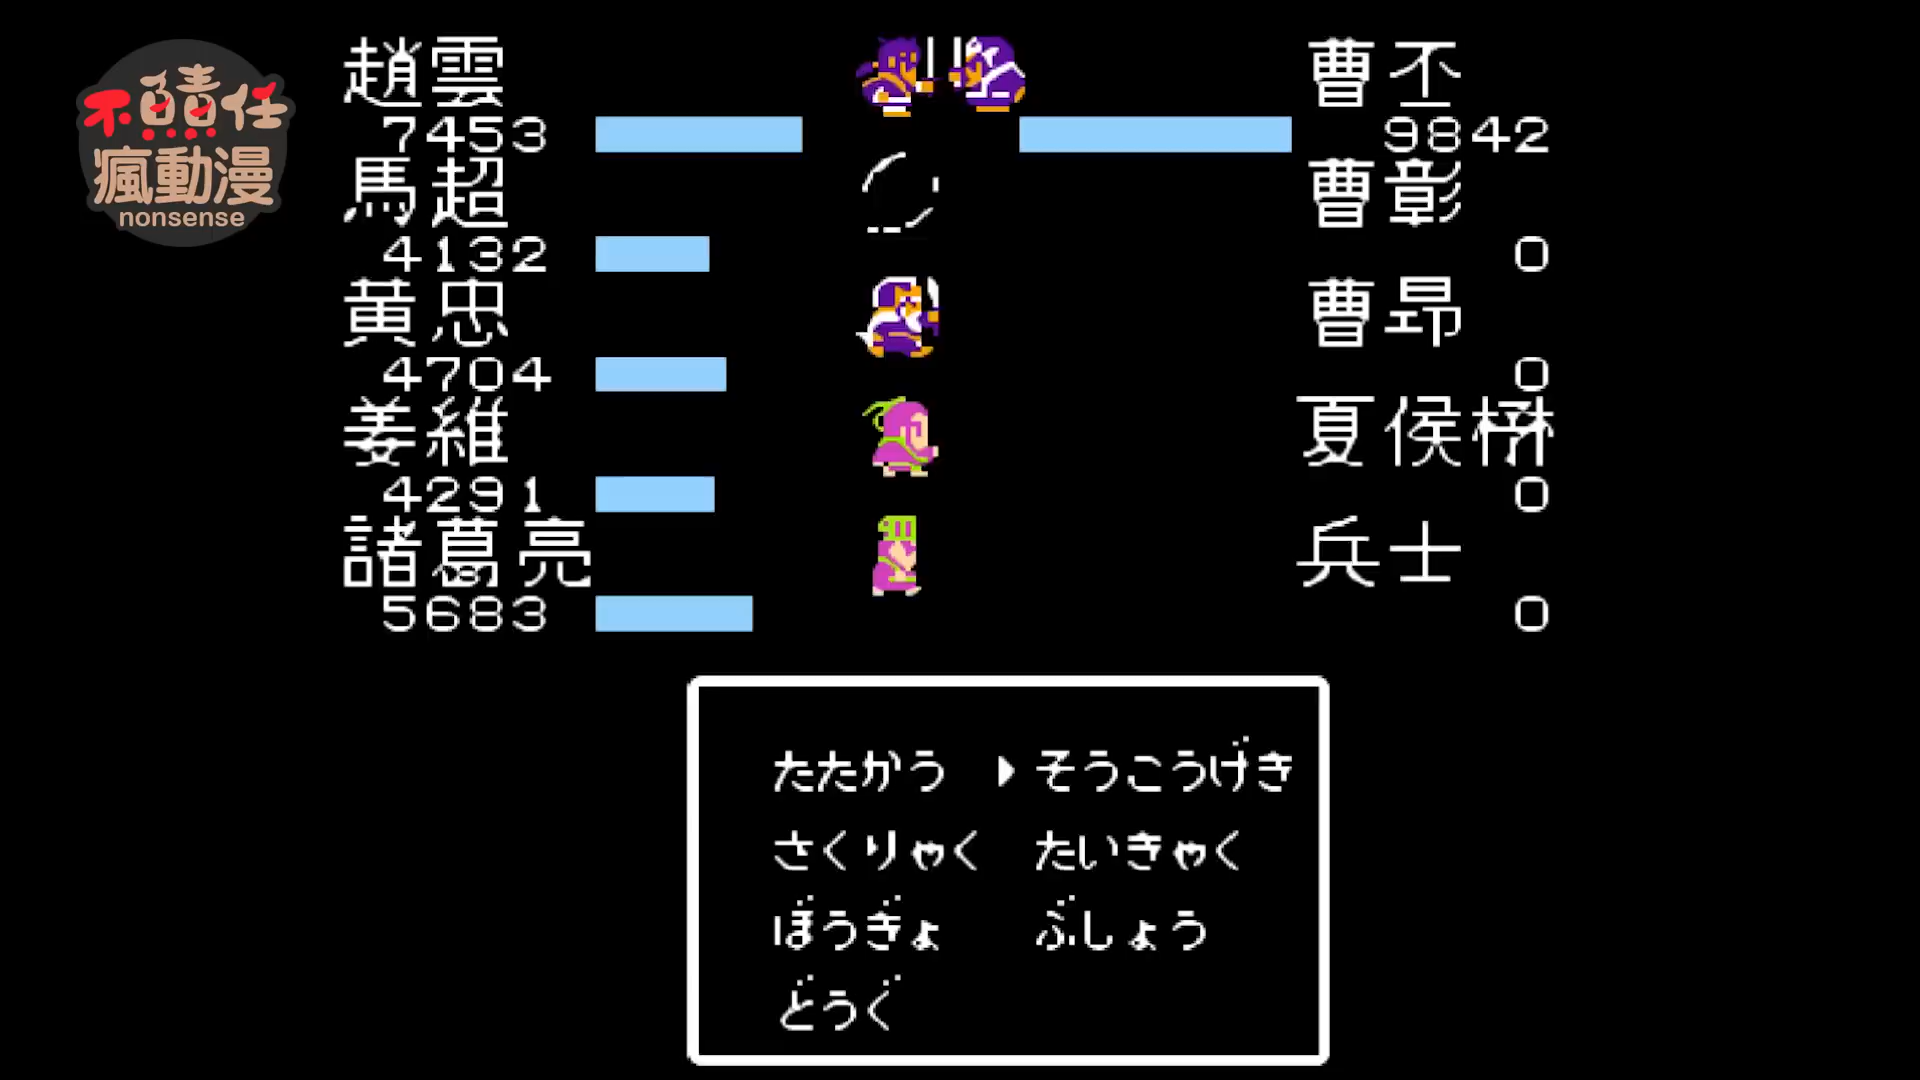 不責任
瘋動漫
nonsense
趙雲 曹丕
7453 9842
馬超 曹彰
4132 0
黄忠 曹昂
4704 0
姜維 夏侯楙
4291 0
諸葛亮 兵士
5683 0
たたかう ▶そうこうげき
さくりゃく たいきゃく
ぼうぎょ ぶしょう
どうぐ